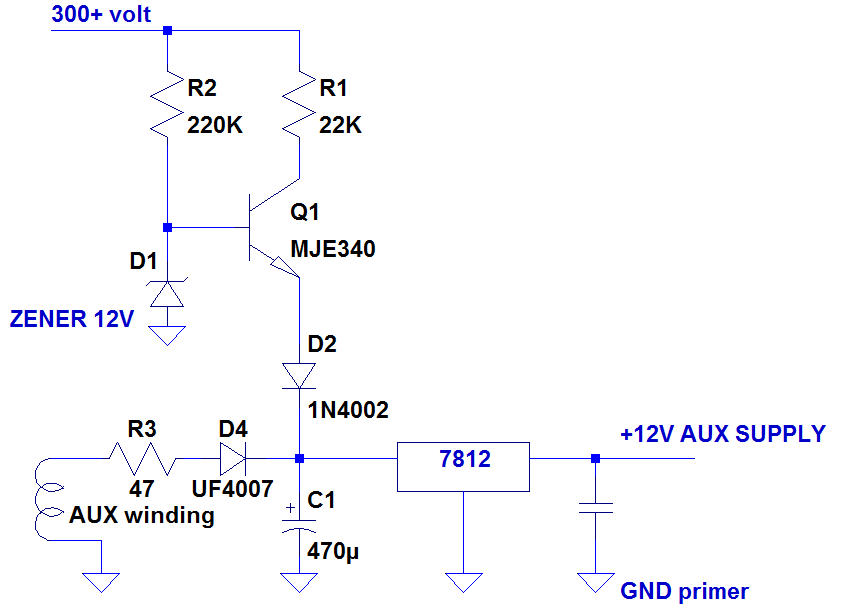 300+ volt
R2
R1
220K
22K
Q1
MJE340
D1
ZENER 12V
D2
1N4002
R3
D4
7812
+12V AUX SUPPLY
47
UF4007
C1
+
AUX winding
470µ
GND primer